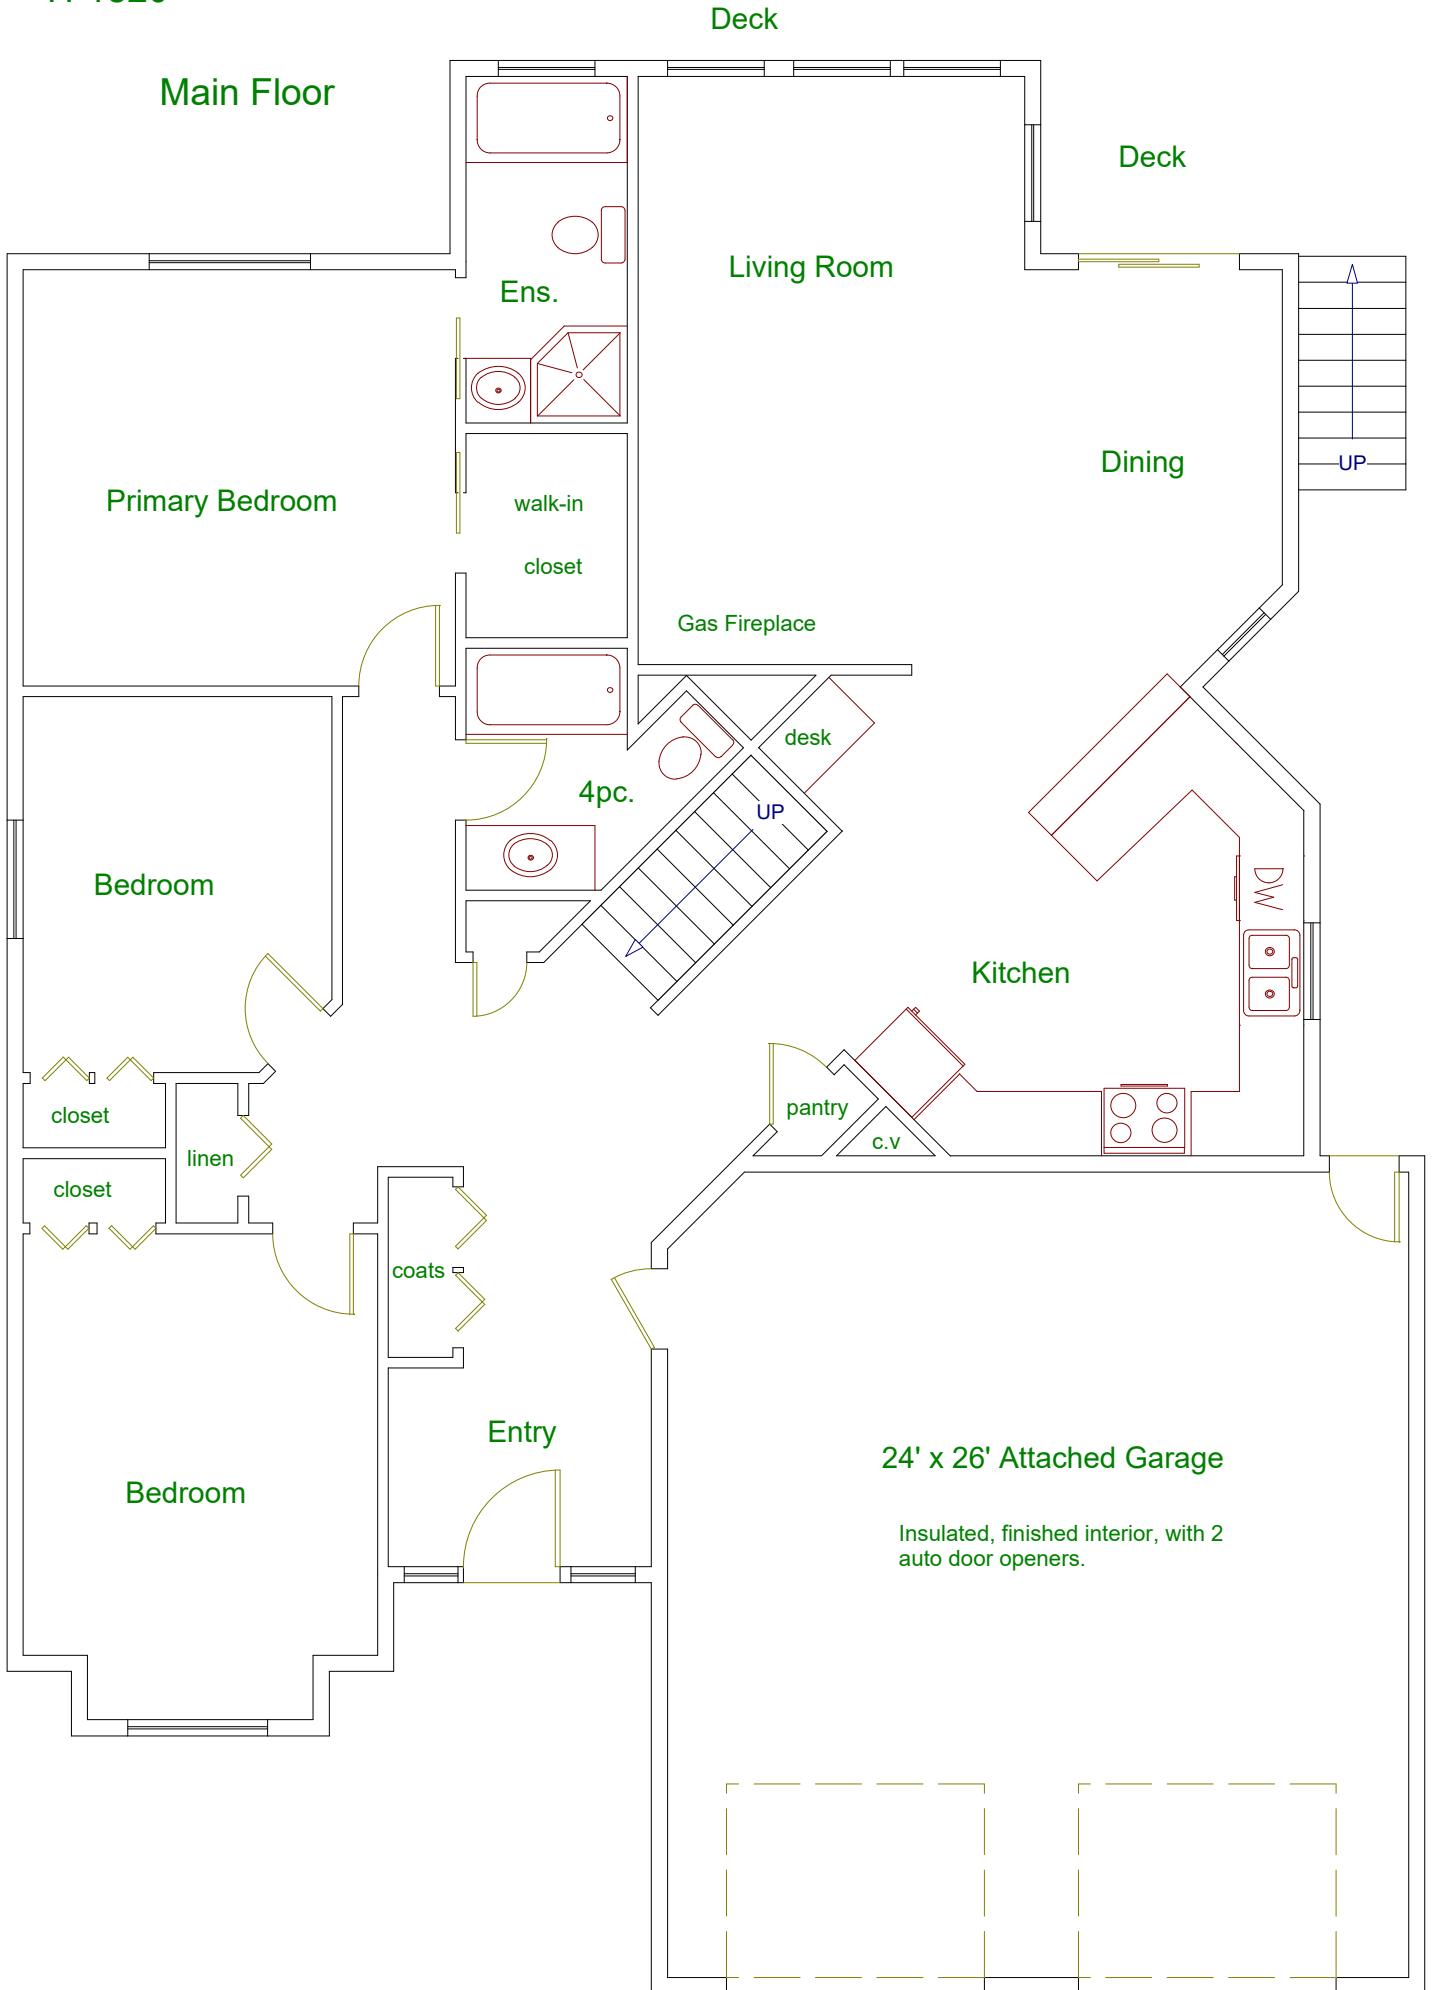 Deck
Main Floor
Deck
Living Room
Ens.
Dining
UP
Primary Bedroom
walk-in
closet
Gas Fireplace
desk
4pc.
UP
Bedroom
DW
Kitchen
closet
pantry
c.v
linen
closet
coats
Entry
24' x 26' Attached Garage
Bedroom
Insulated, finished interior, with 2
auto door openers.